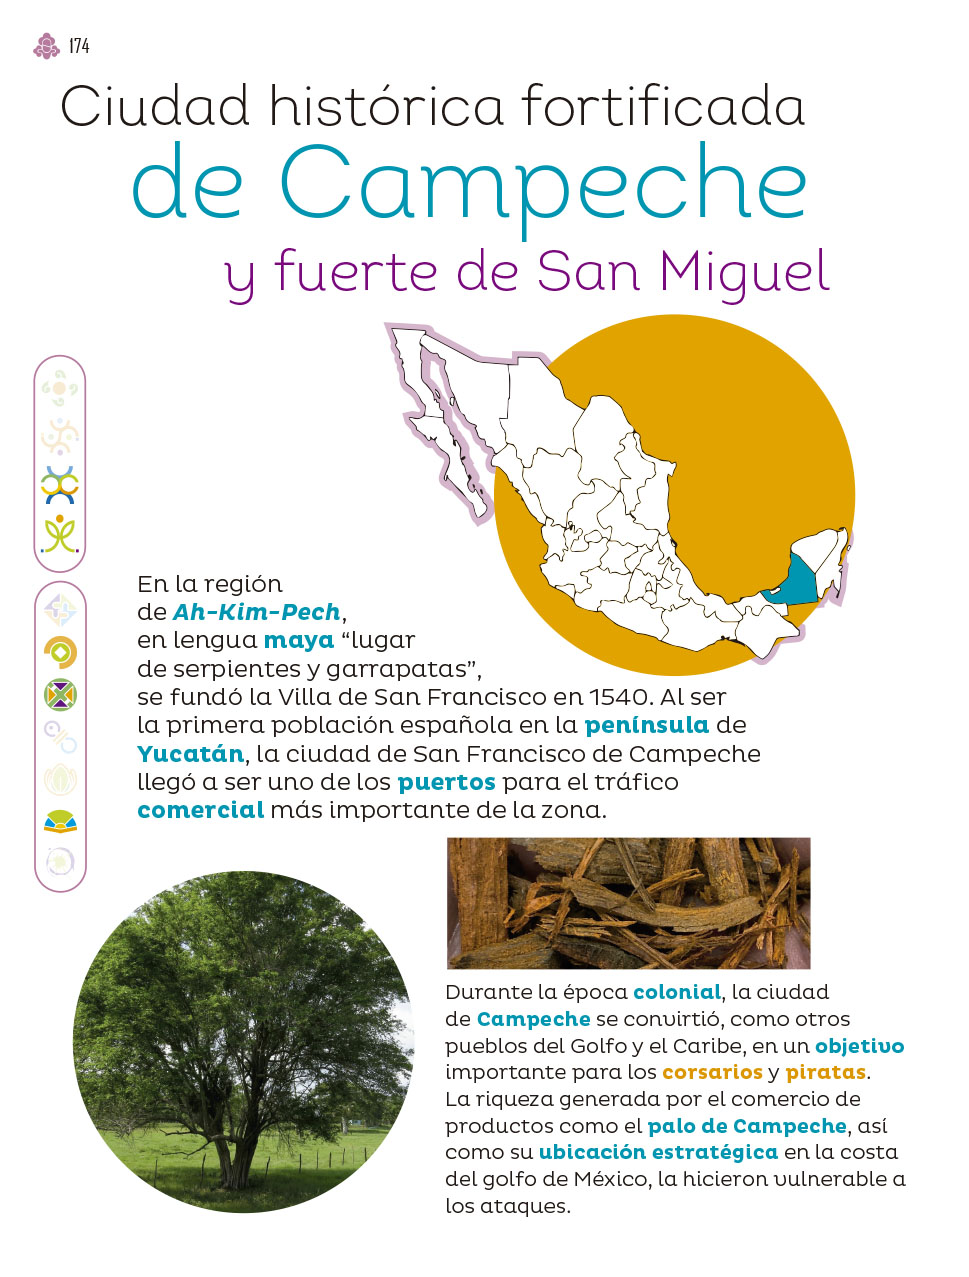 174
Ciudad histórica fortificada
de Campeche
y fuerte de San Miguel
En la región
de Ah-Kim-Pech,
en lengua maya “lugar
de serpientes y garrapatas”,
se fundó la Villa de San Francisco en 1540. Al ser
la primera población española en la península de
Yucatán, la ciudad de San Francisco de Campeche
llegó a ser uno de los puertos para el tráfico
comercial más importante de la zona.
Durante la época colonial, la ciudad
de Campeche se convirtió, como otros
pueblos del Golfo y el Caribe, en un objetivo
importante para los corsarios y piratas.
La riqueza generada por el comercio de
productos como el palo de Campeche, así
como su ubicación estratégica en la costa
del golfo de México, la hicieron vulnerable a
los ataques.